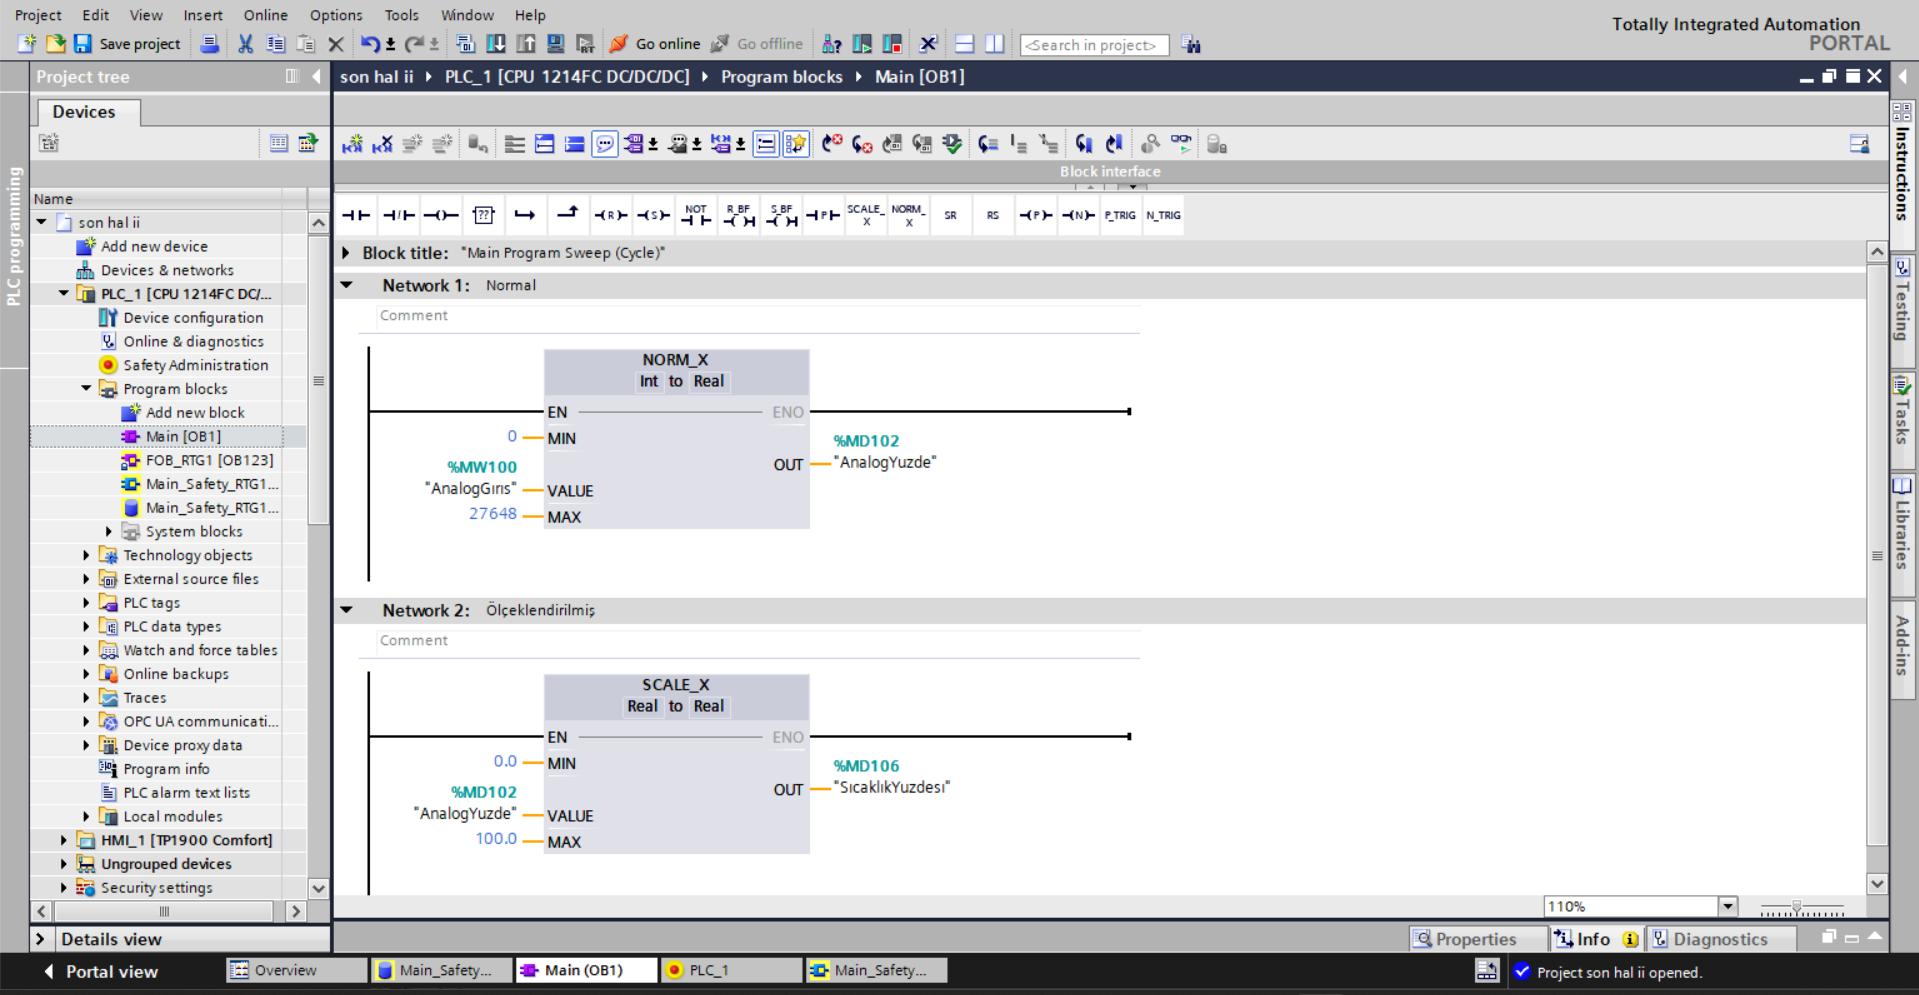 Project Edit View Insert Online Options Tools Window Help
Totally Integrated Automation
PORTAL
Save project
Go online
Go offline
<Search in project>
Project tree
son hal ii PLC_1 [CPU 1214FC DC/DC/DC] Program blocks Main [OB1]
Devices
Block interface
Name
son hal ii
Add new device
Devices & networks
PLC_1 [CPU 1214FC DC/...
Device configuration
Online & diagnostics
Safety Administration
Program blocks
Add new block
Main [OB1]
FOB_RTG1 [OB123]
Main_Safety_RTG1...
Main_Safety_RTG1...
System blocks
Technology objects
External source files
PLC tags
PLC data types
Watch and force tables
Online backups
Traces
OPC UA communicati...
Device proxy data
Program info
PLC alarm text lists
Local modules
HMI_1 [TP1900 Comfort]
Ungrouped devices
Security settings
Details view
PLC programming
?? R S NOT R_BF S_BF P SCALE_X NORM_X SR RS P N P_TRIG N_TRIG
Block title: "Main Program Sweep (Cycle)"
Network 1: Normal
Comment
NORM_X
Int to Real
EN ENO
0 MIN
%MD102
OUT "AnalogYuzde"
%MW100
"AnalogGırıs" VALUE
27648 MAX
Network 2: Ölçeklendirilmiş
Comment
SCALE_X
Real to Real
EN ENO
0.0 MIN
%MD106
OUT "SıcaklıkYuzdesı"
%MD102
"AnalogYuzde" VALUE
100.0 MAX
110%
Properties Info Diagnostics
Instructions
Testing
Tasks
Libraries
Add-ins
Portal view Overview Main_Safety... Main (OB1) PLC_1 Main_Safety... Project son hal ii opened.